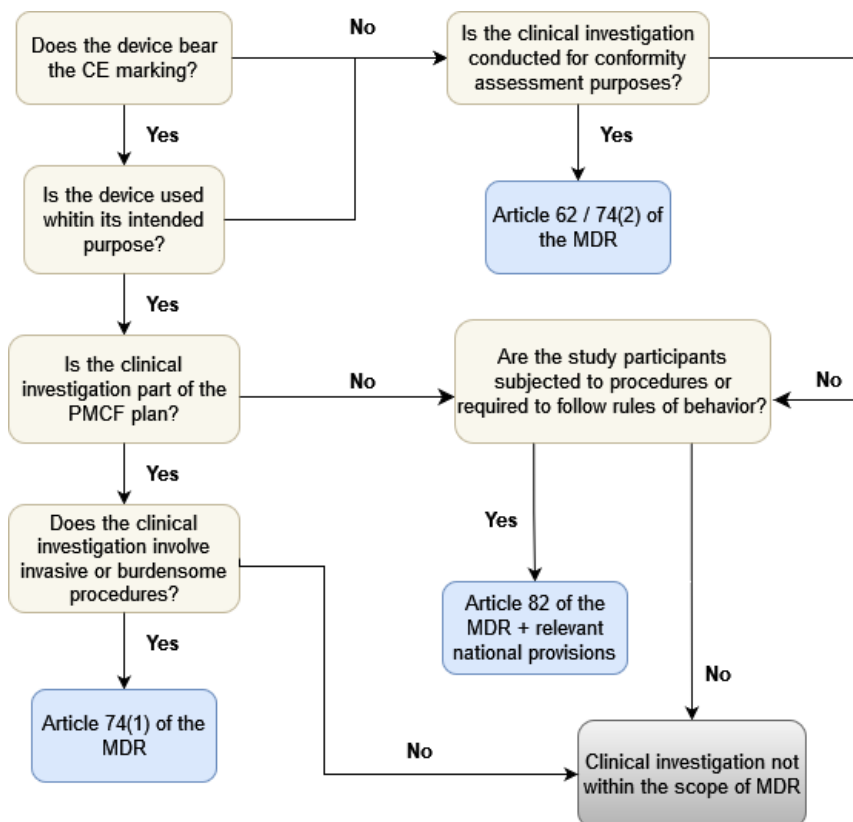 Does the device bear
the CE marking?
No
Is the clinical investigation
conducted for conformity
assessment purposes?
Yes
Yes
Is the device used
whitin its intended
purpose?
Article 62 / 74(2) of
the MDR
Yes
Is the clinical
investigation part of the
PMCF plan?
No
Are the study participants
subjected to procedures or
required to follow rules of behavior?
No
Yes
Does the clinical
investigation involve
invasive or burdensome
procedures?
Yes
Article 82 of the
MDR + relevant
national provisions
Yes
No
Article 74(1) of the
MDR
No
Clinical investigation not
within the scope of MDR